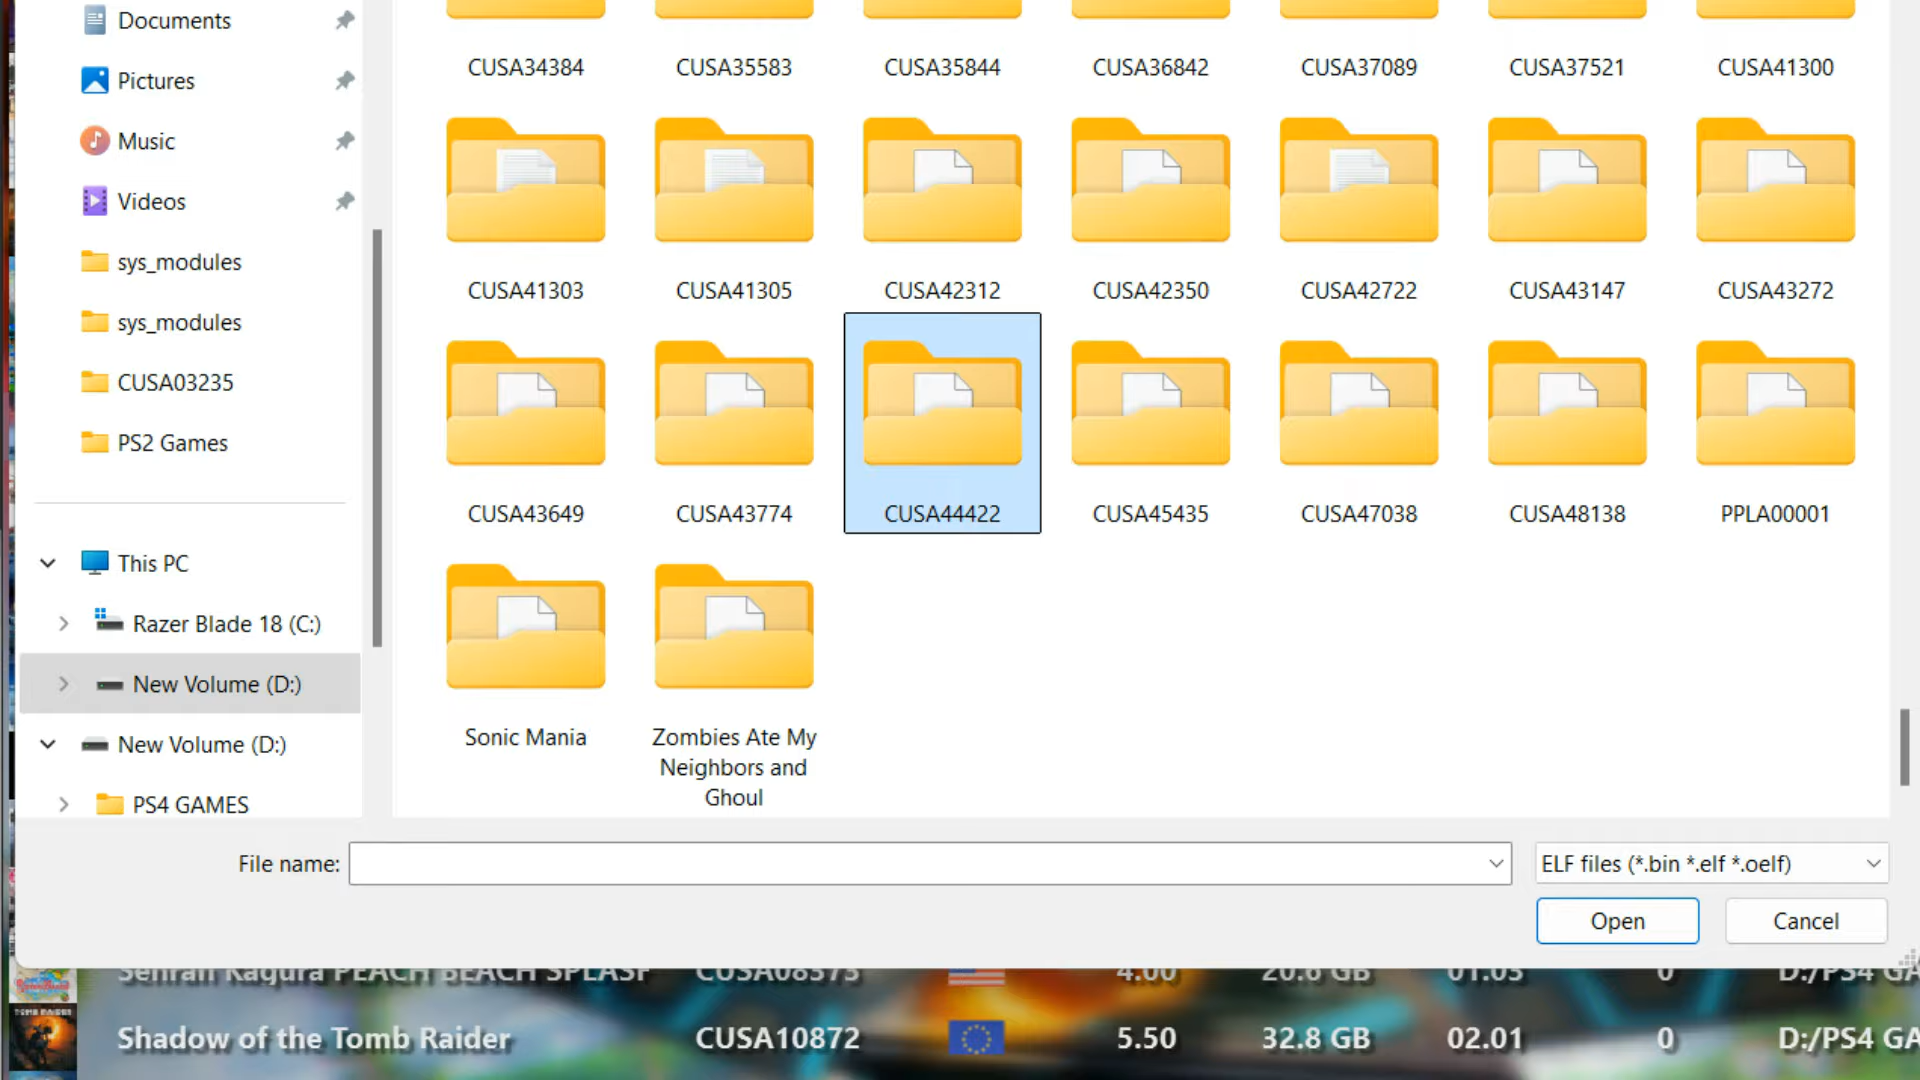 Documents
Pictures
Music
Videos
sys_modules
sys_modules
CUSA03235
PS2 Games
This PC
Razer Blade 18 (C:)
New Volume (D:)
New Volume (D:)
PS4 GAMES
CUSA34384 CUSA35583 CUSA35844 CUSA36842 CUSA37089 CUSA37521 CUSA41300
CUSA41303 CUSA41305 CUSA42312 CUSA42350 CUSA42722 CUSA43147 CUSA43272
CUSA43649 CUSA43774 CUSA44422 CUSA45435 CUSA47038 CUSA48138 PPLA00001
Sonic Mania
Zombies Ate My
Neighbors and
Ghoul
File name: ELF files (*.bin *.elf *.oelf)
Open Cancel
Senran Kagura PEACH BEACH SPLASH CUSA08573 4.00 20.6 GB 01.03 0 D:/PS4 GA
TOMB RAIDER
Shadow of the Tomb Raider CUSA10872 5.50 32.8 GB 02.01 0 D:/PS4 GA